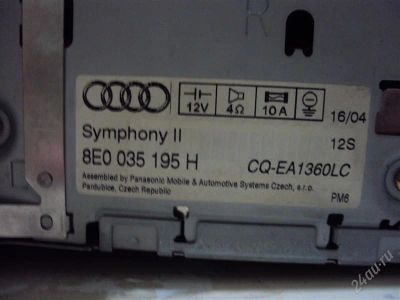 R
12V
4Ω
10A
16/04
Symphony II
12S
8E0 035 195 H
CQ-EA1360LC
Assembled by Panasonic Mobile & Automotive Systems Czech, s.r.o.
Pardubice, Czech Republic
PM6
24au.ru